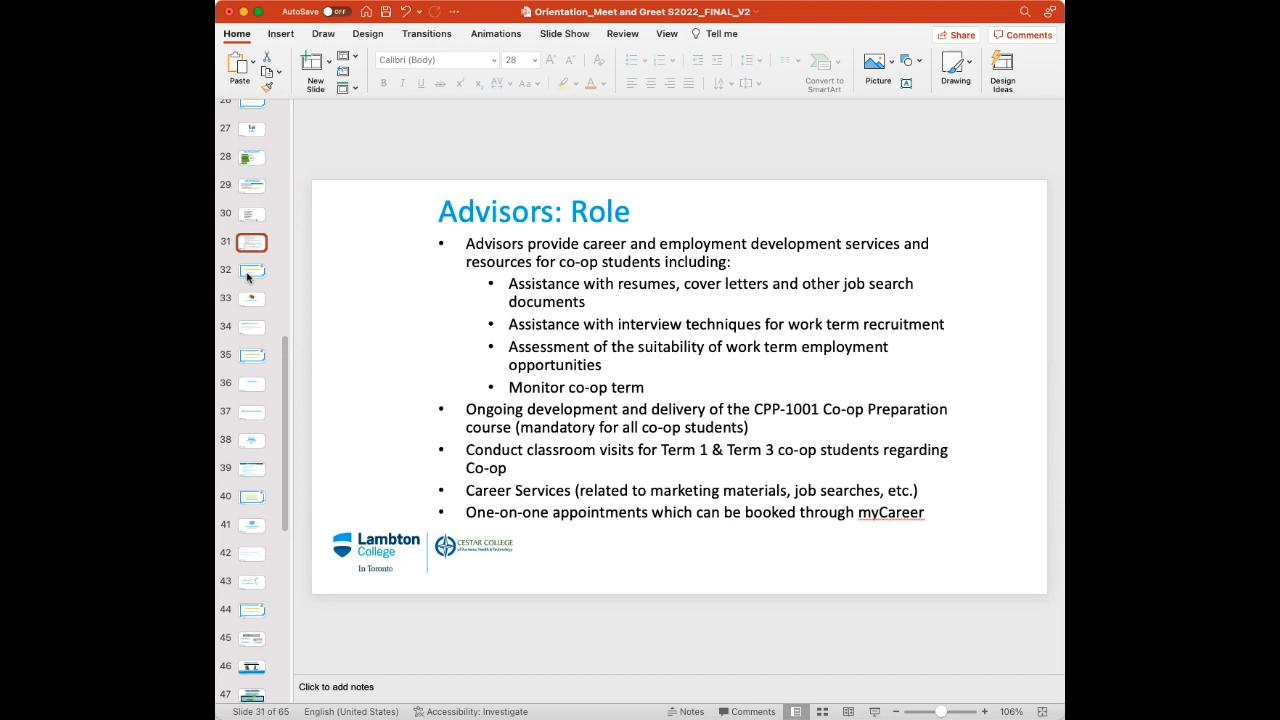 AutoSave OFF
Orientation_Meet and Greet S2022_FINAL_V2
Home Insert Draw Design Transitions Animations Slide Show Review View Tell me Share Comments
Paste
New Slide
Calibri (Body) 28
Convert to SmartArt
Picture
Drawing
Design Ideas
27
28
29
30
31
32
33
34
35
36
37
38
39
40
41
42
43
44
45
46
47
Advisors: Role
• Advisors provide career and employment development services and
resources for co-op students including:
• Assistance with resumes, cover letters and other job search
documents
• Assistance with interview techniques for work term recruitment
• Assessment of the suitability of work term employment
opportunities
• Monitor co-op term
• Ongoing development and delivery of the CPP-1001 Co-op Preparation
course (mandatory for all co-op students)
• Conduct classroom visits for Term 1 & Term 3 co-op students regarding
Co-op
• Career Services (related to marketing materials, job searches, etc.)
• One-on-one appointments which can be booked through myCareer
Lambton
College
In Toronto
CESTAR COLLEGE
of Business, Health & Technology
Click to add notes
Slide 31 of 65 English (United States) Accessibility: Investigate Notes Comments 106%